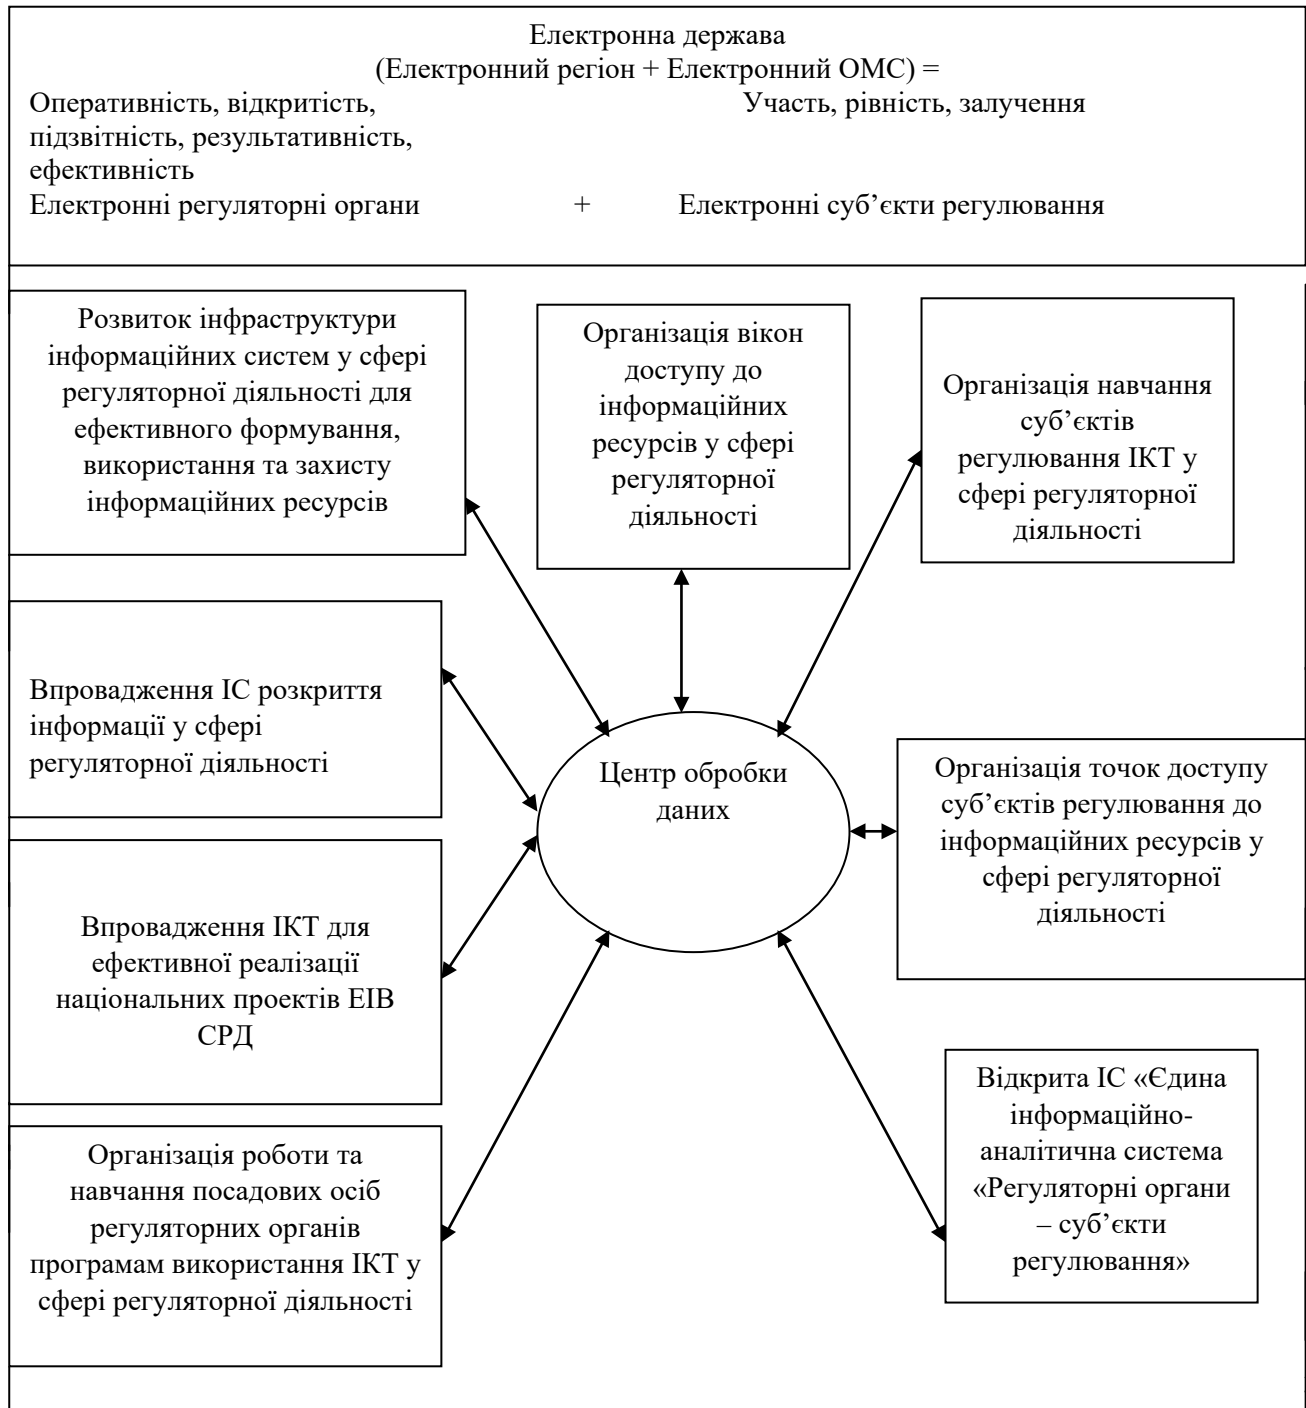 Електронна держава
(Електронний регіон + Електронний ОМС) =
Оперативність, відкритість,
підзвітність, результативність,
ефективність
Участь, рівність, залучення
Електронні регуляторні органи + Електронні суб’єкти регулювання
Розвиток інфраструктури
інформаційних систем у сфері
регуляторної діяльності для
ефективного формування,
використання та захисту
інформаційних ресурсів
Організація вікон
доступу до
інформаційних
ресурсів у сфері
регуляторної
діяльності
Організація навчання
суб’єктів
регулювання ІКТ у
сфері регуляторної
діяльності
Впровадження ІС розкриття
інформації у сфері
регуляторної діяльності
Центр обробки
даних
Організація точок доступу
суб’єктів регулювання до
інформаційних ресурсів у
сфері регуляторної
діяльності
Впровадження ІКТ для
ефективної реалізації
національних проектів ЕІВ
СРД
Організація роботи та
навчання посадових осіб
регуляторних органів
програмам використання ІКТ у
сфері регуляторної діяльності
Відкрита ІС «Єдина
інформаційно-
аналітична система
«Регуляторні органи
– суб’єкти
регулювання»